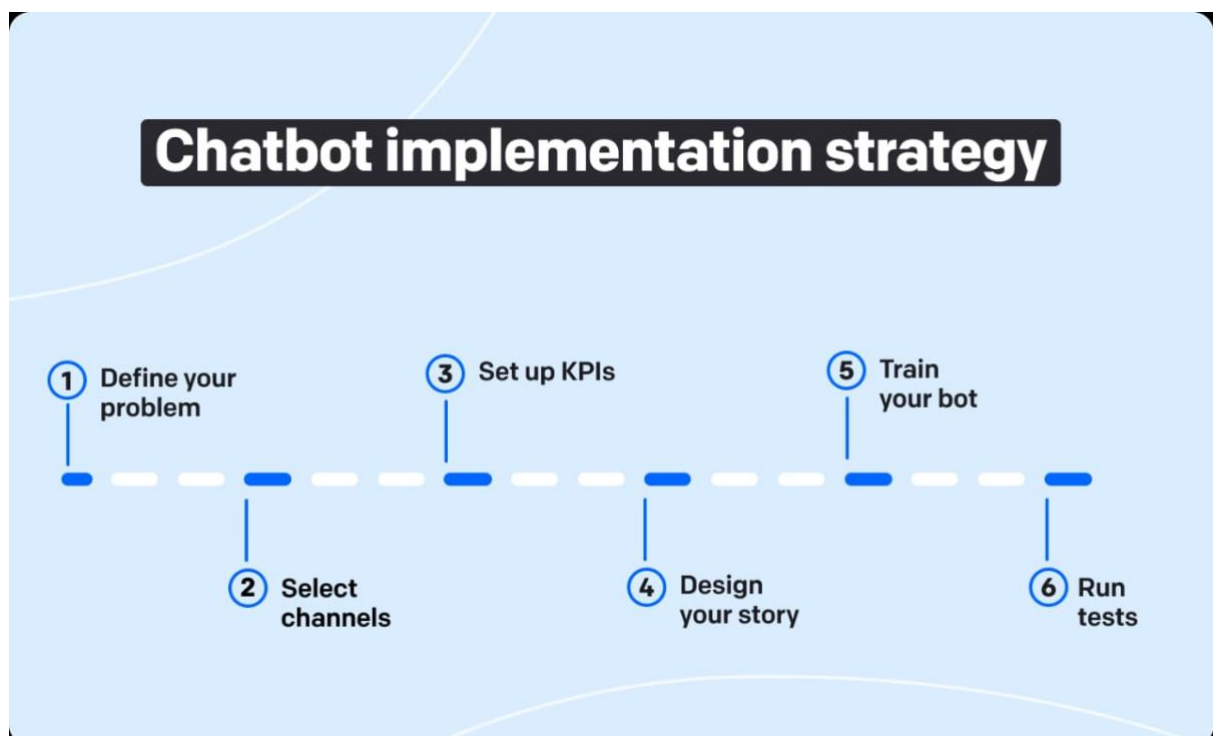 Chatbot implementation strategy
1 Define your
problem
2 Select
channels
3 Set up KPIs
4 Design
your story
5 Train
your bot
6 Run
tests